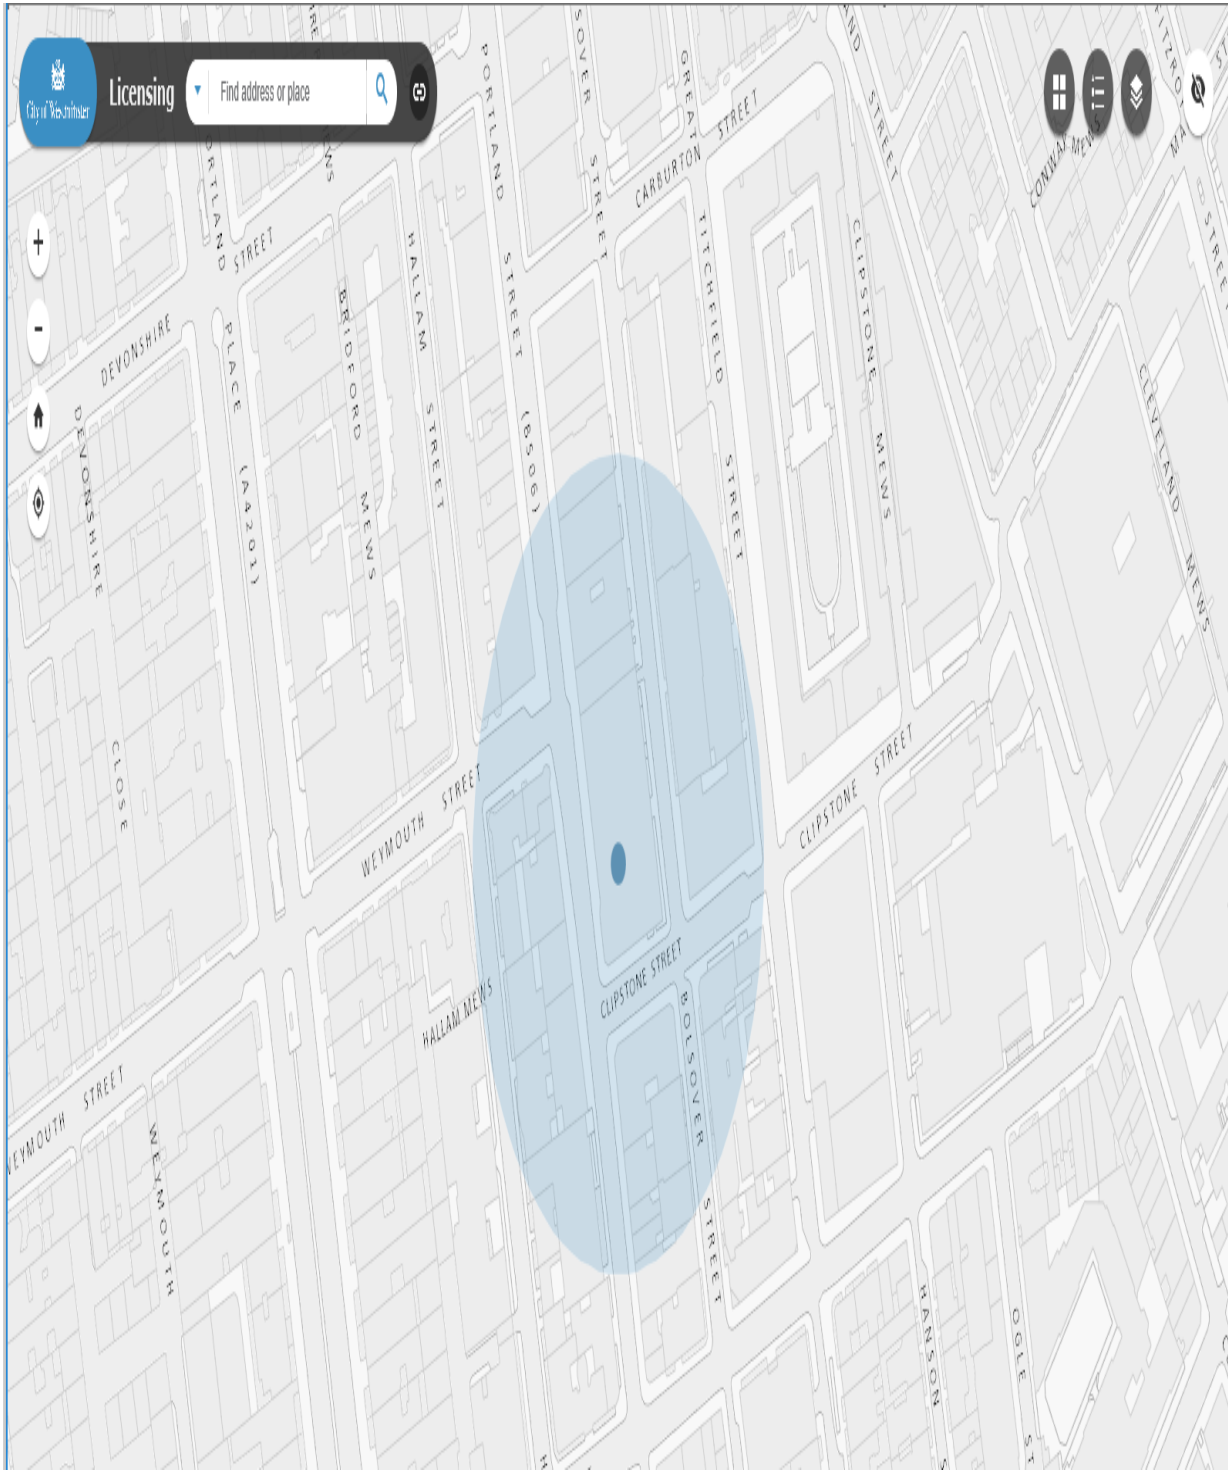 City of Westminster
Licensing
Find address or place
PORTLAND
STREET
(B506)
GREAT
TITCHFIELD
STREET
CARBURTON STREET
STREET
CLIPSTONE
MEWS
CONWAY MEWS
STREET
CLEVELAND
MEWS
DEVONSHIRE
STREET
PLACE
(A4201)
BRIDFORD
MEWS
HALLAM
STREET
DEVONSHIRE
CLOSE
WEYMOUTH STREET
CLIPSTONE STREET
CLIPSTONE STREET
HALLAM MEWS
BOLSOVER
STREET
WEYMOUTH STREET
WEYMOUTH
HANSON
OGLE ST